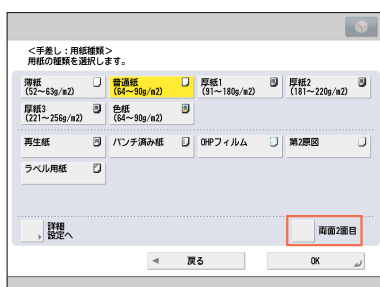 <手差し:用紙種類>
用紙の種類を選択します。
薄紙
(52~63g/m2)
普通紙
(64~90g/m2)
厚紙1
(91~180g/m2)
厚紙2
(181~220g/m2)
厚紙3
(221~256g/m2)
色紙
(64~90g/m2)
再生紙
パンチ済み紙
OHPフィルム
第2原図
ラベル用紙
詳細
設定へ
両面2面目
戻る
OK